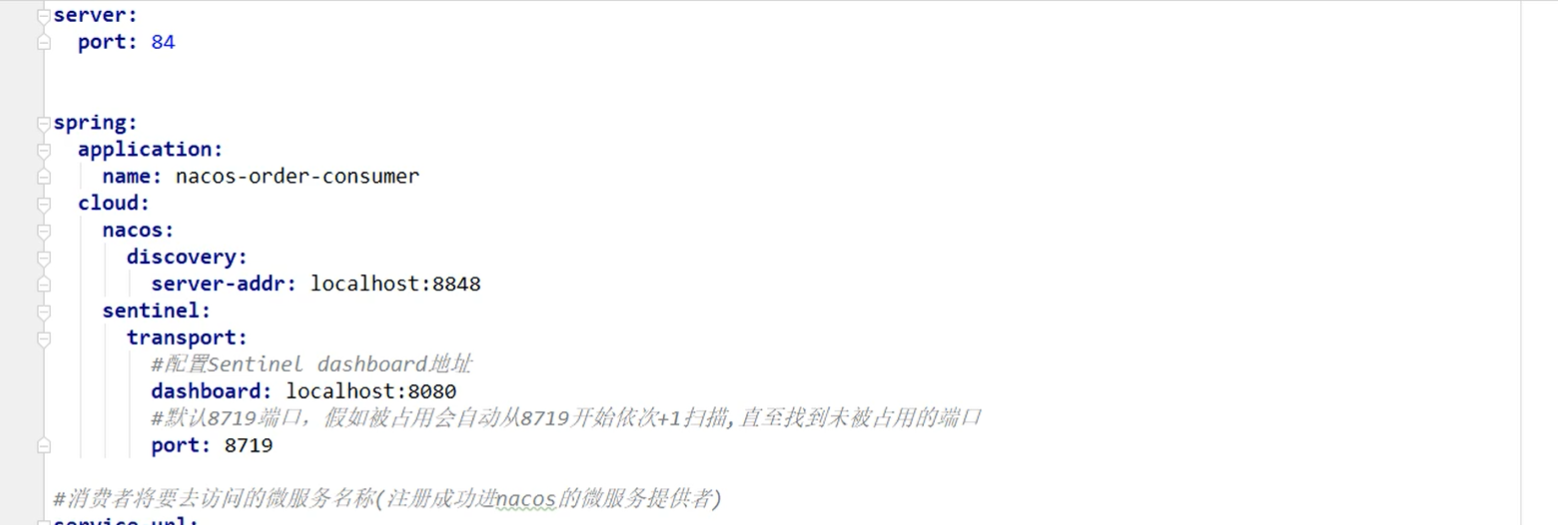 server:
port: 84
spring:
application:
name: nacos-order-consumer
cloud:
nacos:
discovery:
server-addr: localhost:8848
sentinel:
transport:
#配置Sentinel dashboard地址
dashboard: localhost:8080
#默认8719端口，假如被占用会自动从8719开始依次+1扫描,直至找到未被占用的端口
port: 8719
#消费者将要去访问的微服务名称(注册成功进nacos的微服务提供者)
service-url: